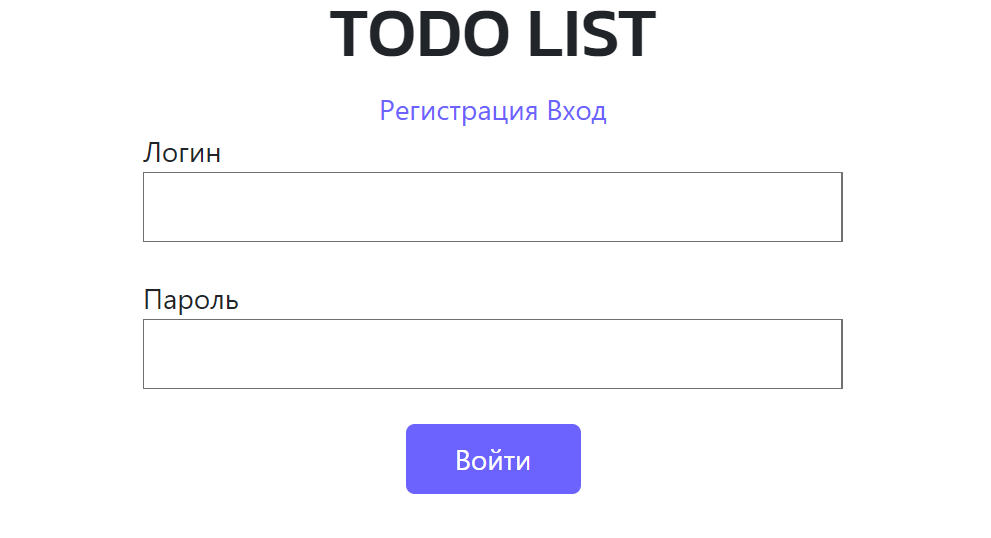 TODO LIST
Регистрация Вход
Логин
Пароль
Войти